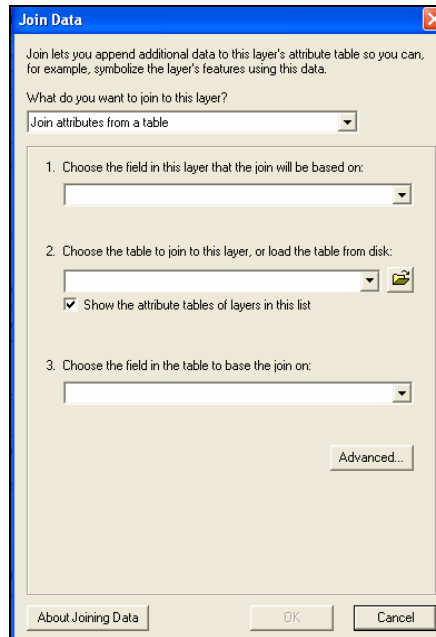 Join Data
Join lets you append additional data to this layer's attribute table so you can,
for example, symbolize the layer's features using this data.
What do you want to join to this layer?
Join attributes from a table
1. Choose the field in this layer that the join will be based on:
2. Choose the table to join to this layer, or load the table from disk:
Show the attribute tables of layers in this list
3. Choose the field in the table to base the join on:
Advanced...
About Joining Data
OK
Cancel